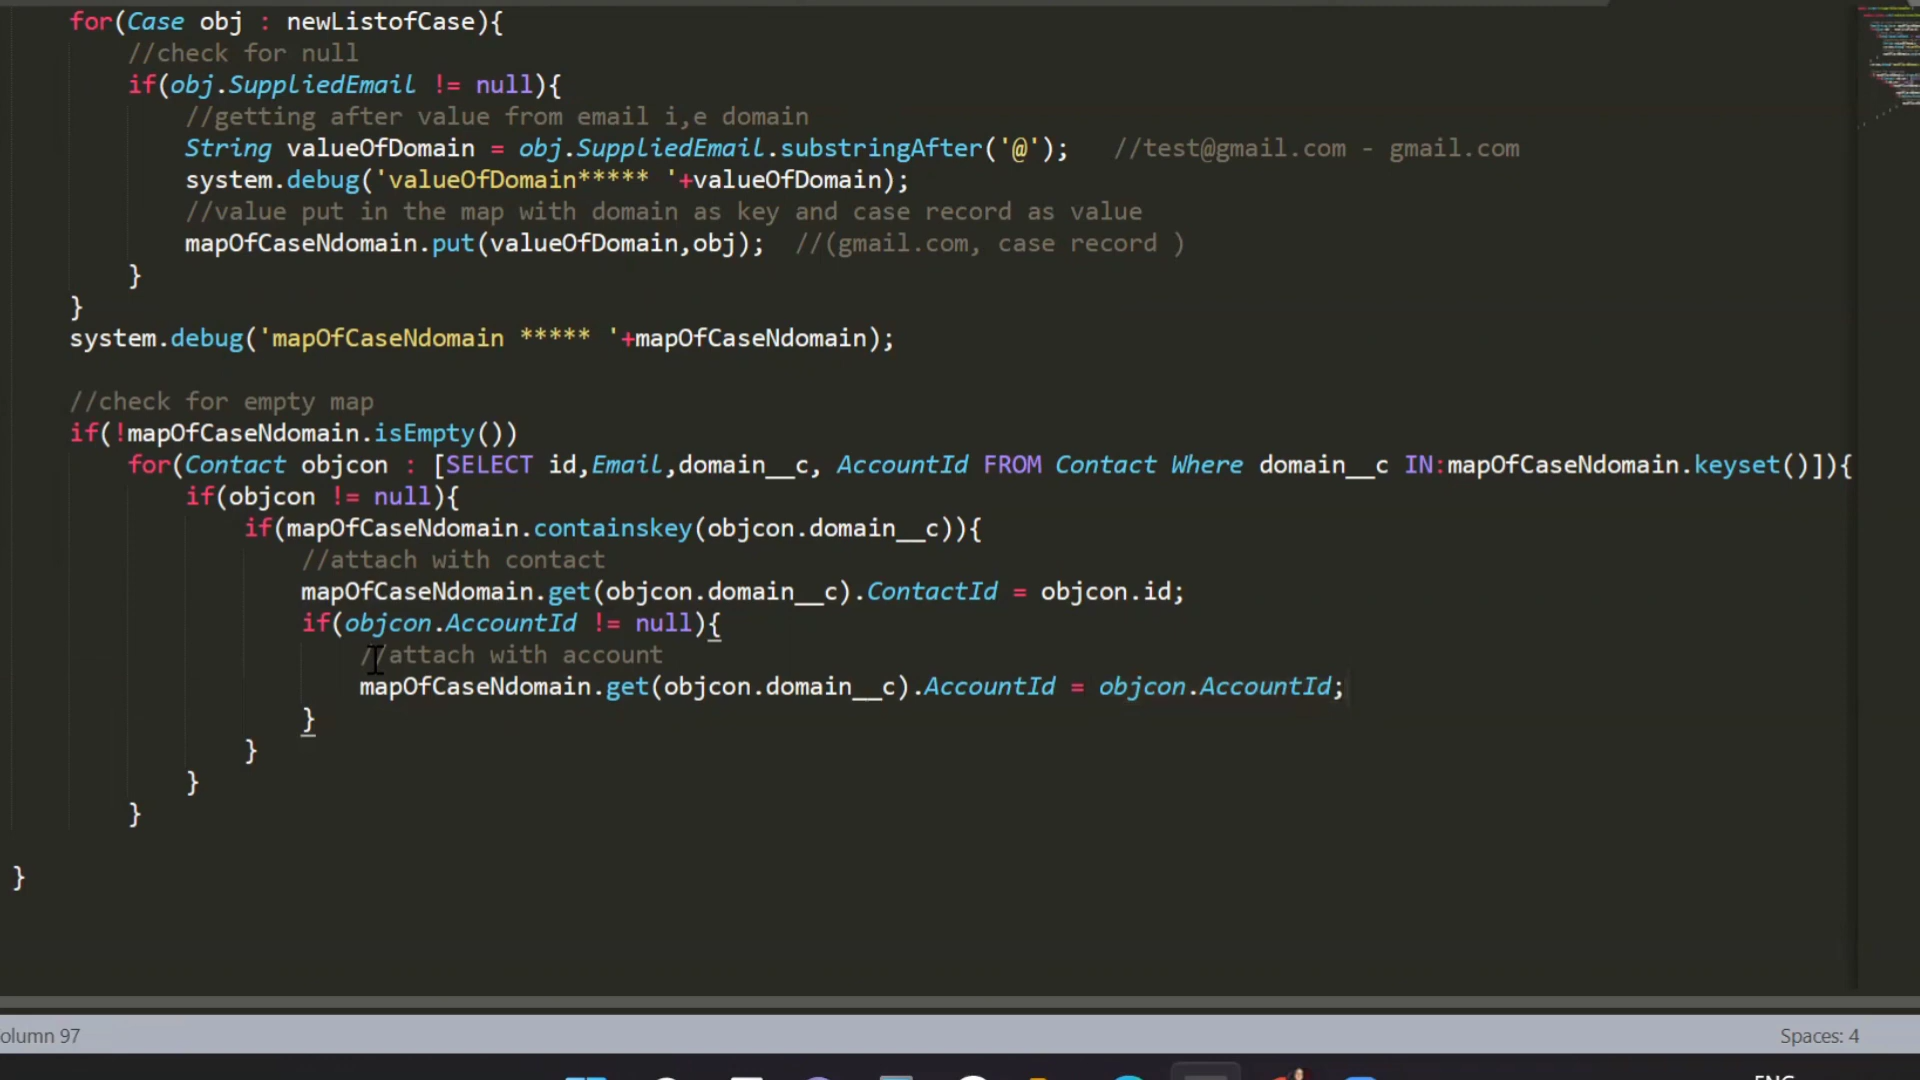 for(Case obj : newListofCase){
//check for null
if(obj.SuppliedEmail != null){
//getting after value from email i,e domain
String valueOfDomain = obj.SuppliedEmail.substringAfter('@');   //test@gmail.com - gmail.com
system.debug('valueOfDomain***** '+valueOfDomain);
//value put in the map with domain as key and case record as value
mapOfCaseNdomain.put(valueOfDomain,obj);  //(gmail.com, case record )
}
}
system.debug('mapOfCaseNdomain ***** '+mapOfCaseNdomain);
//check for empty map
if(!mapOfCaseNdomain.isEmpty())
for(Contact objcon : [SELECT id,Email,domain__c, AccountId FROM Contact Where domain__c IN:mapOfCaseNdomain.keyset()]){
if(objcon != null){
if(mapOfCaseNdomain.containskey(objcon.domain__c)){
//attach with contact
mapOfCaseNdomain.get(objcon.domain__c).ContactId = objcon.id;
if(objcon.AccountId != null){
//attach with account
mapOfCaseNdomain.get(objcon.domain__c).AccountId = objcon.AccountId;
}
}
}
}
}
olumn 97
Spaces: 4
ENG